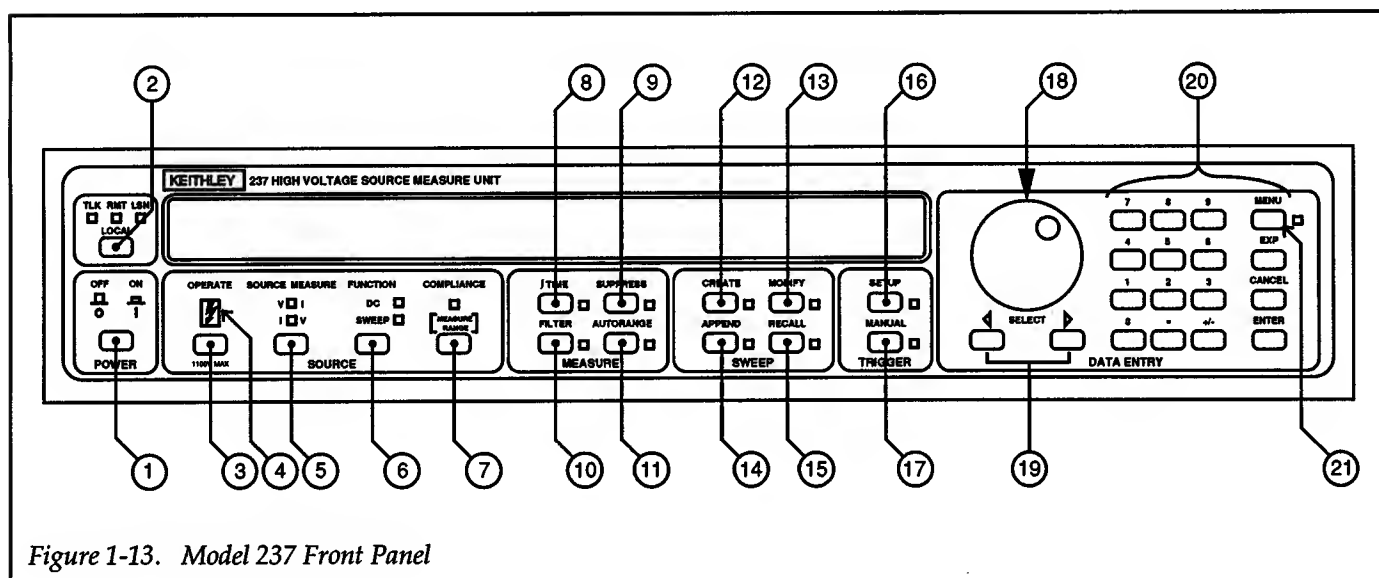 2 8 9 12 13 16 18 20
KEITHLEY 237 HIGH VOLTAGE SOURCE MEASURE UNIT
TLK RMT LSN
LOCAL
OFF ON
O |
POWER
OPERATE SOURCE MEASURE FUNCTION COMPLIANCE
V I DC
I V SWEEP
MEASURE
RANGE
1100V MAX
SOURCE
∫ TIME SUPPRESS
FILTER AUTORANGE
MEASURE
CREATE MODIFY
APPEND RECALL
SWEEP
SETUP
MANUAL
TRIGGER
SELECT
7 8 9 MENU
4 5 6 EXP
1 2 3 CANCEL
+/- ENTER
DATA ENTRY
1 3 4 5 6 7 10 11 14 15 17 19 21
Figure 1-13. Model 237 Front Panel